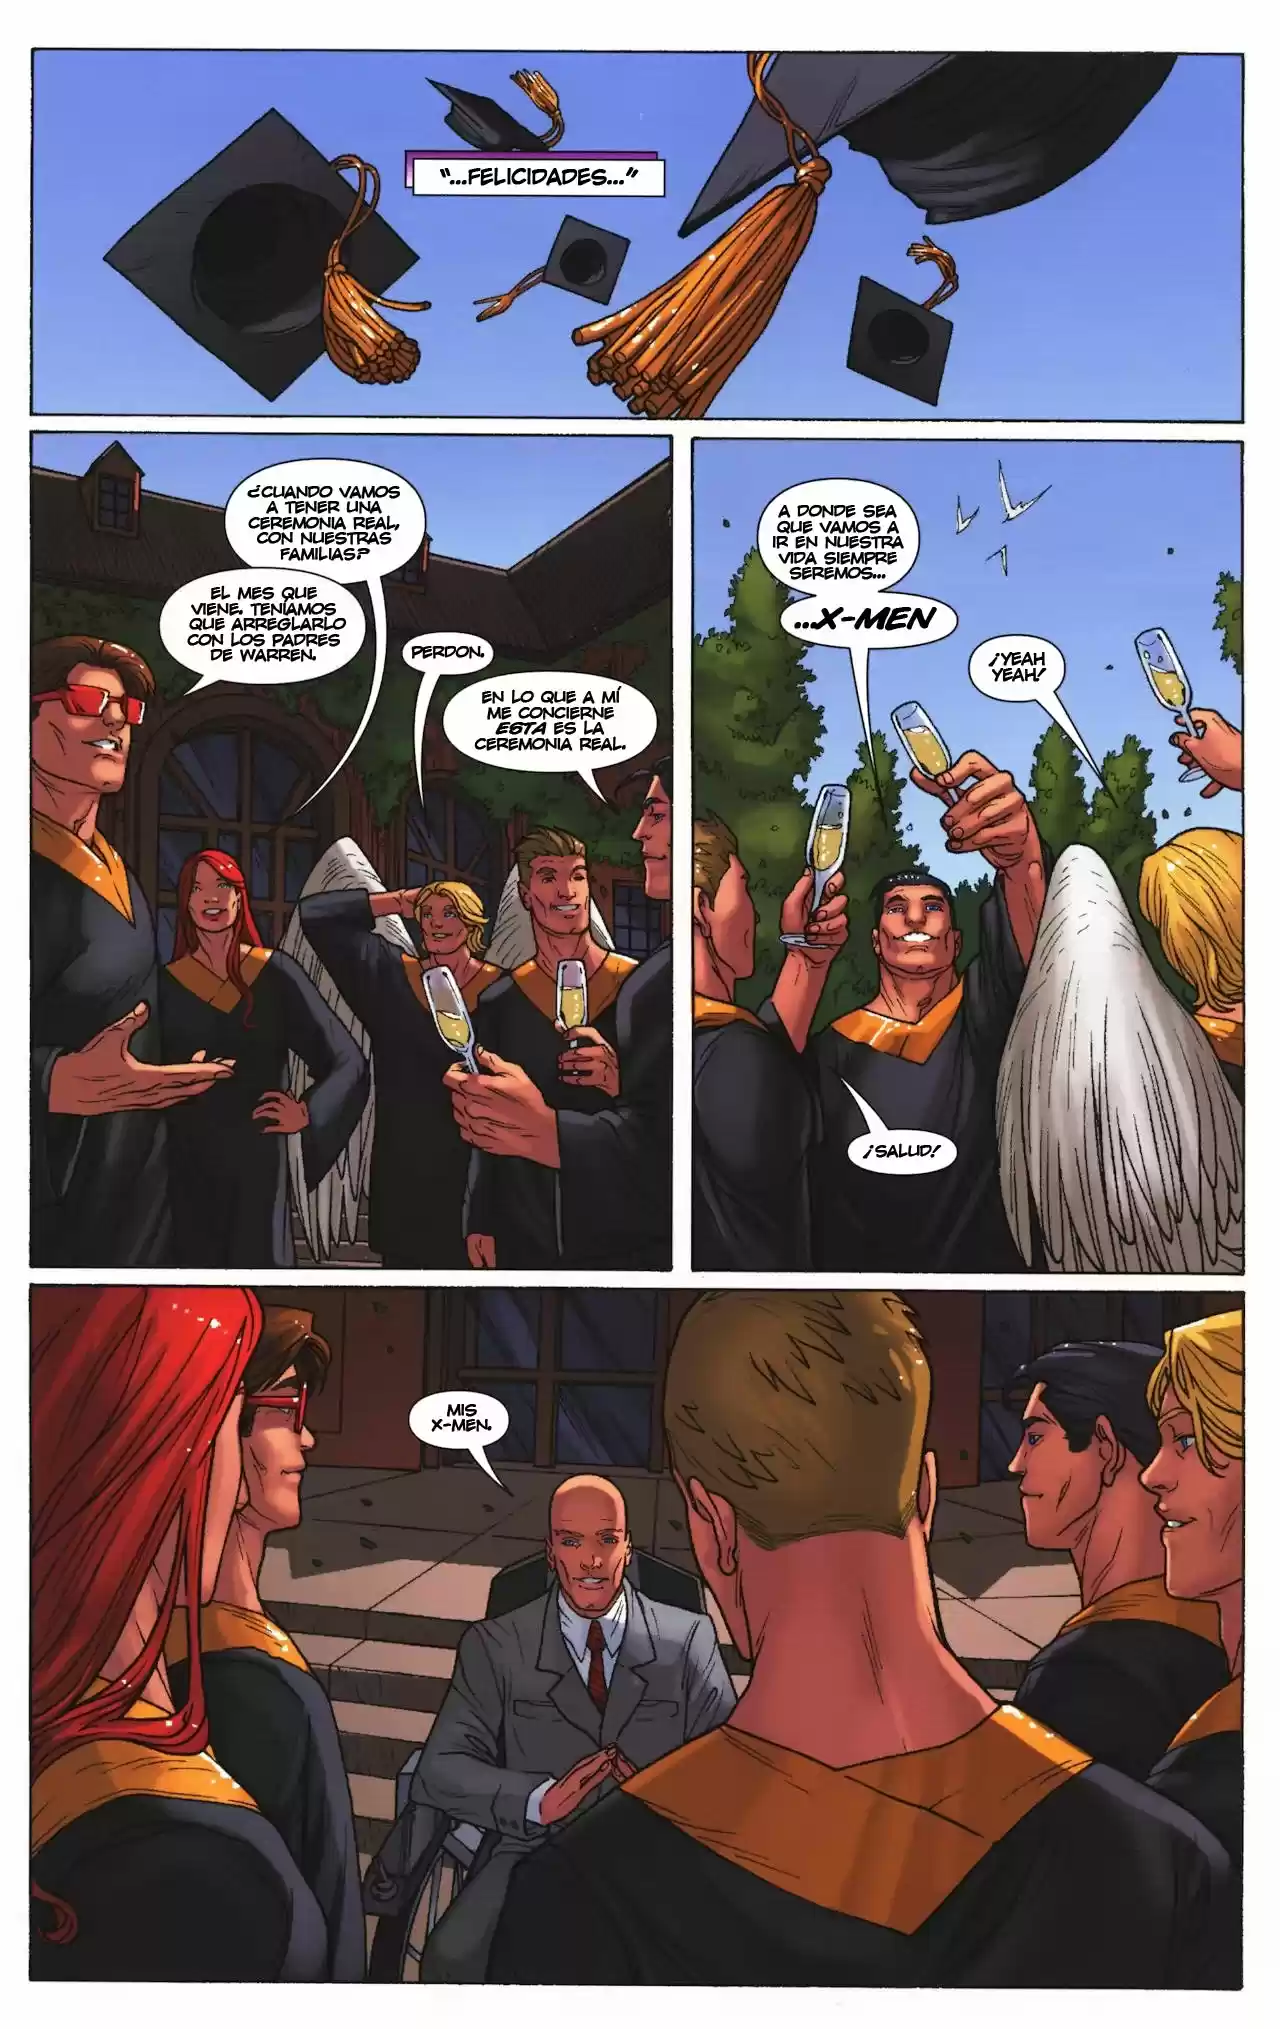 "...FELICIDADES..."
¿CUANDO VAMOS
A TENER UNA
CEREMONIA REAL,
CON NUESTRAS
FAMILIAS?
EL MES QUE
VIENE. TENÍAMOS
QUE ARREGLARLO
CON LOS PADRES
DE WARREN.
PERDON.
EN LO QUE A MÍ
ME CONCIERNE
ESTA ES LA
CEREMONIA REAL.
A DONDE SEA
QUE VAMOS A
IR EN NUESTRA
VIDA SIEMPRE
SEREMOS...
...X-MEN
¡YEAH
YEAH!
¡SALUD!
MIS
X-MEN.